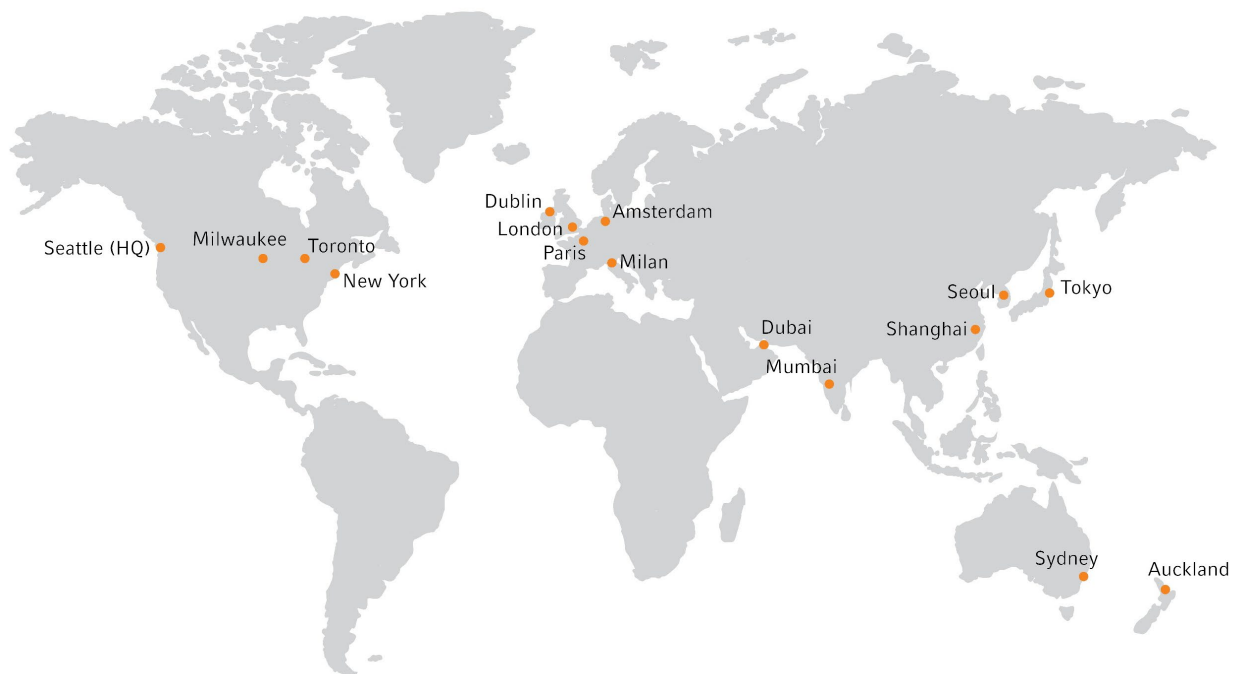 Dublin
Amsterdam
London
Milwaukee
Toronto
Seattle (HQ)
Paris
Milan
New York
Seoul
Tokyo
Dubai
Shanghai
Mumbai
Sydney
Auckland